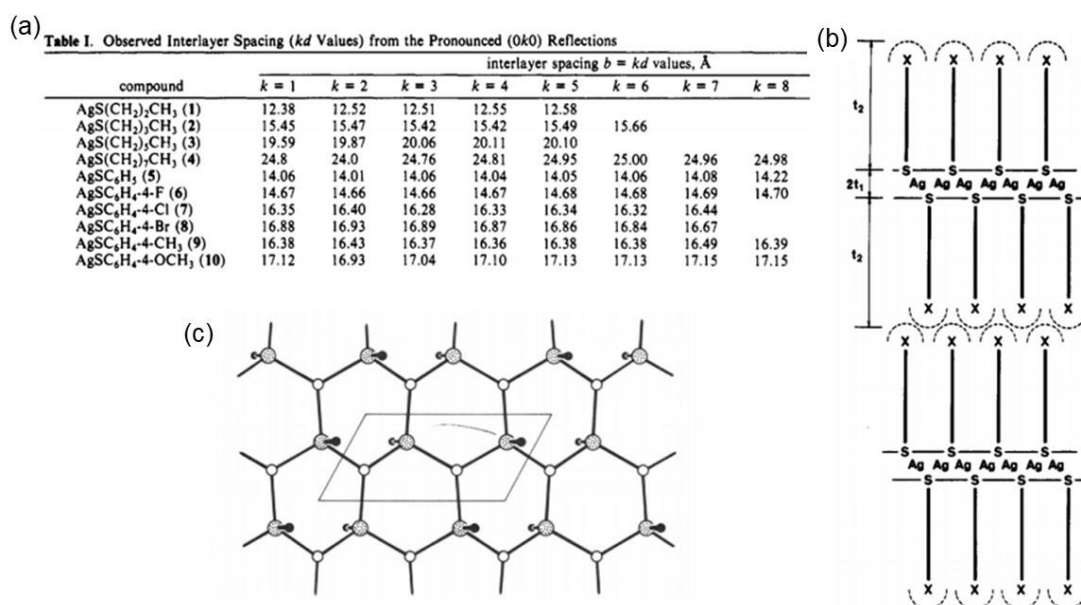 (a)
Table I. Observed Interlayer Spacing (kd Values) from the Pronounced (0k0) Reflections
interlayer spacing b = kd values, Å
compound k = 1 k = 2 k = 3 k = 4 k = 5 k = 6 k = 7 k = 8
AgS(CH₂)₂CH₃ (1) 12.38 12.52 12.51 12.55 12.58
AgS(CH₂)₃CH₃ (2) 15.45 15.47 15.42 15.42 15.49 15.66
AgS(CH₂)₅CH₃ (3) 19.59 19.87 20.06 20.11 20.10
AgS(CH₂)₇CH₃ (4) 24.8 24.0 24.76 24.81 24.95 25.00 24.96 24.98
AgSC₆H₅ (5) 14.06 14.01 14.06 14.04 14.05 14.06 14.08 14.22
AgSC₆H₄-4-F (6) 14.67 14.66 14.66 14.67 14.68 14.68 14.69 14.70
AgSC₆H₄-4-Cl (7) 16.35 16.40 16.28 16.33 16.34 16.32 16.44
AgSC₆H₄-4-Br (8) 16.88 16.93 16.89 16.87 16.86 16.84 16.67
AgSC₆H₄-4-CH₃ (9) 16.38 16.43 16.37 16.36 16.38 16.38 16.49 16.39
AgSC₆H₄-4-OCH₃ (10) 17.12 16.93 17.04 17.10 17.13 17.13 17.15 17.15
(b)
X X X X
t₂
S S S S
2t₁ Ag Ag Ag Ag Ag Ag
S S S S
t₂
X X X X
X X X X
S S S S
Ag Ag Ag Ag Ag Ag
S S S S
X X X X
(c)